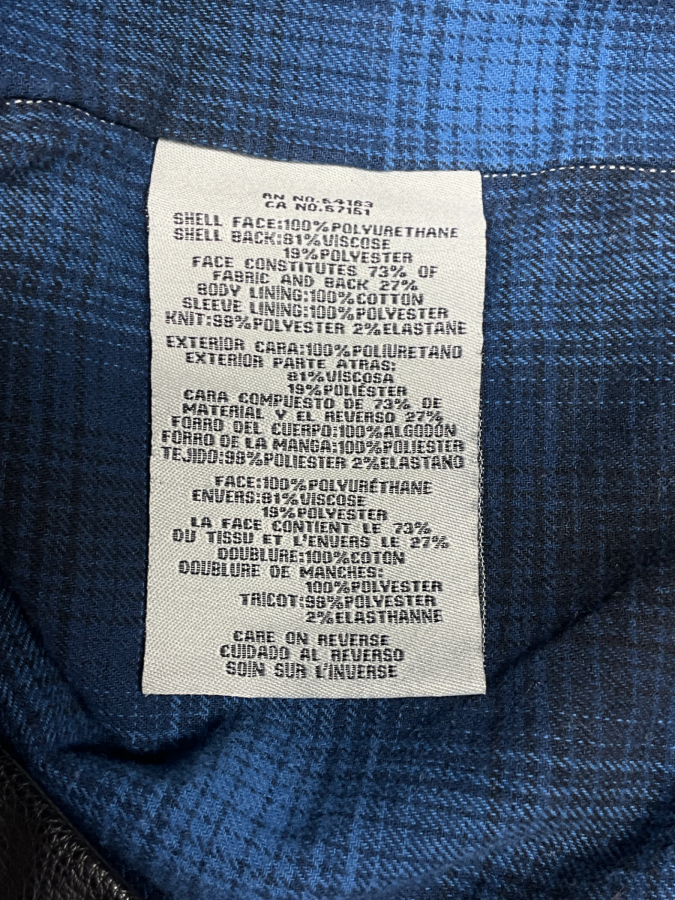 RN NO.54163
CA NO.57151
SHELL FACE:100%POLYURETHANE
SHELL BACK:81%VISCOSE
19%POLYESTER
FACE CONSTITUTES 73% OF
FABRIC AND BACK 27%
BODY LINING:100%COTTON
SLEEVE LINING:100%POLYESTER
KNIT:98%POLYESTER 2%ELASTANE
EXTERIOR CARA:100%POLIURETANO
EXTERIOR PARTE ATRAS:
81%VISCOSA
19%POLIÉSTER
CARA COMPUESTO DE 73% DE
MATERIAL Y EL REVERSO 27%
FORRO DEL CUERPO:100%ALGODÓN
FORRO DE LA MANGA:100%POLIESTER
TEJIDO:98%POLIESTER 2%ELASTANO
FACE:100%POLYURÉTHANE
ENVERS:81%VISCOSE
19%POLYESTER
LA FACE CONTIENT LE 73%
DU TISSU ET L'ENVERS LE 27%
DOUBLURE:100%COTON
DOUBLURE DE MANCHES:
100%POLYESTER
TRICOT:98%POLYESTER
2%ELASTHANNE
CARE ON REVERSE
CUIDADO AL REVERSO
SOIN SUR L'INVERSE